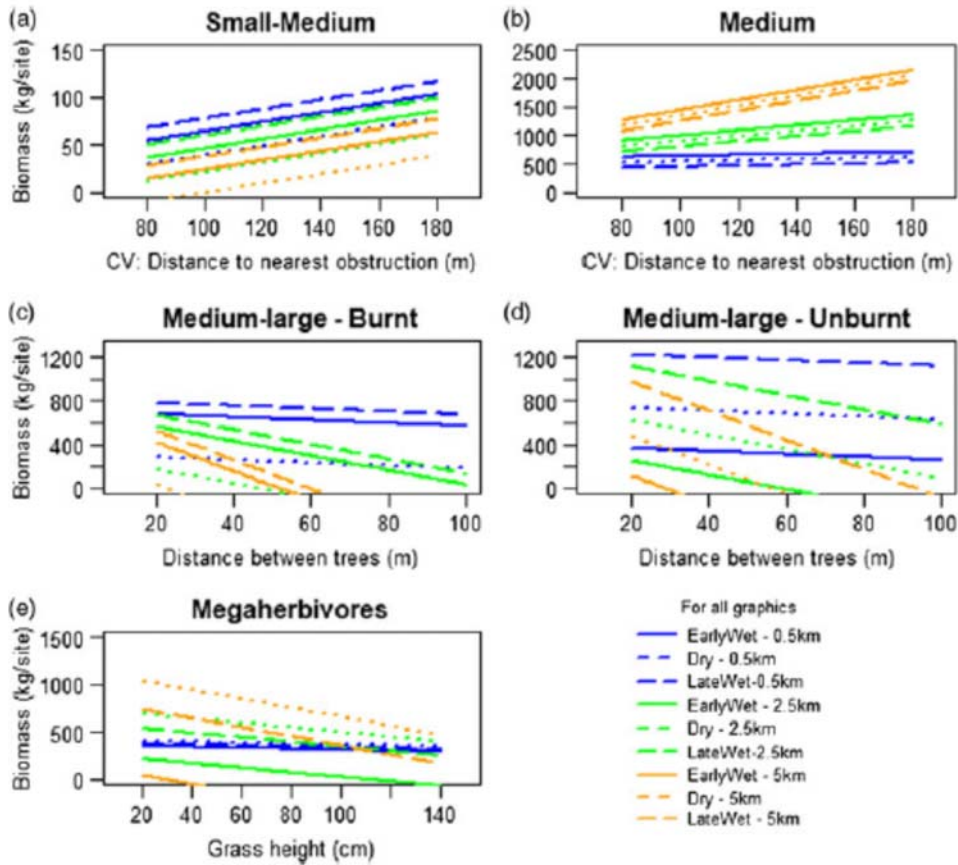 (a) Small-Medium
Biomass (kg/site)
150
100
50
0
80 100 120 140 160 180
CV: Distance to nearest obstruction (m)
(b) Medium
2500
2000
1500
1000
500
0
80 100 120 140 160 180
CV: Distance to nearest obstruction (m)
(c) Medium-large - Burnt
Biomass (kg/site)
1200
800
400
0
20 40 60 80 100
Distance between trees (m)
(d) Medium-large - Unburnt
1200
800
400
0
20 40 60 80 100
Distance between trees (m)
(e) Megaherbivores
Biomass (kg/site)
1500
1000
500
0
20 40 60 80 100 140
Grass height (cm)
For all graphics
EarlyWet - 0.5km
Dry - 0.5km
LateWet-0.5km
EarlyWet - 2.5km
Dry - 2.5km
LateWet-2.5km
EarlyWet - 5km
Dry - 5km
LateWet - 5km